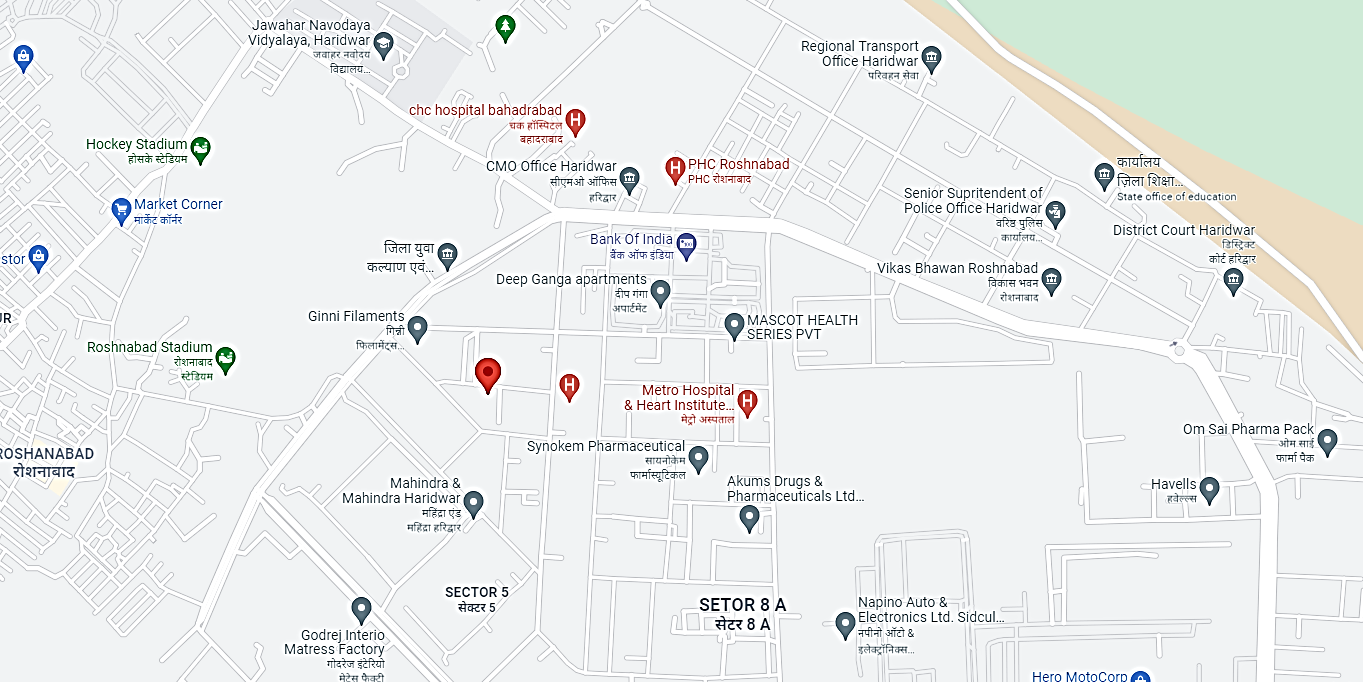 Jawahar Navodaya
Vidyalaya, Haridwar
जवाहर नवोदय
विद्यालय...
Regional Transport
Office Haridwar
परिवहन सेवा
chc hospital bahadrabad
चक हॉस्पिटल
बहादराबाद
Hockey Stadium
होसके स्टेडियम
CMO Office Haridwar
सीएमओ ऑफिस
हरिद्वार
PHC Roshnabad
PHC रोशनाबाद
कार्यालय
ज़िला शिक्षा...
State office of education
Senior Supritendent of
Police Office Haridwar
वरिष्ठ पुलिस
कार्यालय...
Market Corner
मार्केट कॉर्नर
District Court Haridwar
डिस्ट्रिक्ट
कोर्ट हरिद्वार
Bank Of India
बैंक ऑफ इंडिया
जिला युवा
कल्याण एवं...
stor
Vikas Bhawan Roshnabad
विकास भवन
रोशनाबाद
Deep Ganga apartments
दीप गंगा
अपार्टमेंट
Ginni Filaments
गिन्नी
फिलामेंट्स...
MASCOT HEALTH
SERIES PVT
UR
Roshnabad Stadium
रोशनाबाद
स्टेडियम
Metro Hospital
& Heart Institute...
मेट्रो अस्पताल
Om Sai Pharma Pack
ओम साई
फार्मा पैक
Synokem Pharmaceutical
सायनोकेम
फार्मास्यूटिकल
ROSHANABAD
रोशनाबाद
Mahindra &
Mahindra Haridwar
महिंद्रा एंड
महिंद्रा हरिद्वार
Akums Drugs &
Pharmaceuticals Ltd...
Havells
हवेल्ल्स
SECTOR 5
सेक्टर 5
SETOR 8 A
सेटर 8 A
Napino Auto &
Electronics Ltd. Sidcul...
नपीनो ऑटो &
इलेक्ट्रॉनिक्स...
Godrej Interio
Matress Factory
गोदरेज इंटेरियो
मेट्रेस फैक्ट्री
Hero MotoCorp